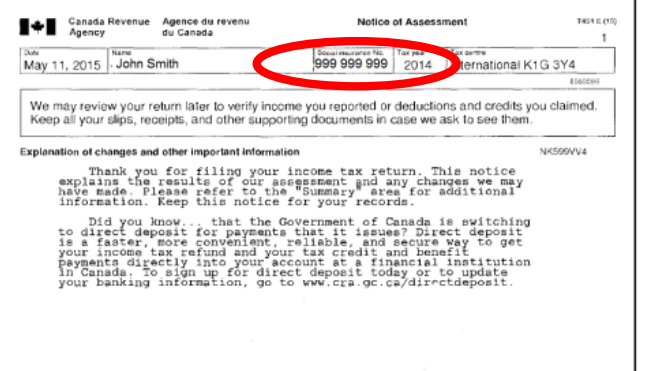 Canada Revenue Agency
Agence du revenu du Canada
Notice of Assessment
T451 E (15)
1
Date
Name
Social Insurance No.
Tax year
Tax centre
May 11, 2015
John Smith
999 999 999
2014
ternational K1G 3Y4
We may review your return later to verify income you reported or deductions and credits you claimed.
Keep all your slips, receipts, and other supporting documents in case we ask to see them.
Explanation of changes and other important information
NK599VV4
Thank you for filing your income tax return. This notice
explains the results of our assessment and any changes we may
have made. Please refer to the "Summary" area for additional
information. Keep this notice for your records.
Did you know... that the Government of Canada is switching
to direct deposit for payments that it issues? Direct deposit
is a faster, more convenient, reliable, and secure way to get
your income tax refund and your tax credit and benefit
payments directly into your account at a financial institution
in Canada. To sign up for direct deposit today or to update
your banking information, go to www.cra.gc.ca/directdeposit.